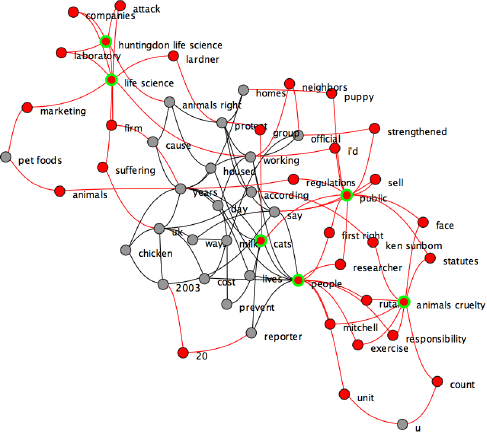 attack
companies
huntingdon life science
laboratory
lardner
life science
homes
neighbors
puppy
animals right
marketing
protest
group
official
strengthened
firm
cause
i'd
pet foods
working
suffering
housed
regulations
sell
animals
years
according
public
day
say
face
uk
first right
way
milk
cats
ken sunbom
chicken
statutes
researcher
2003
cost
lives
people
prevent
rutal
animals cruelty
mitchell
reporter
responsibility
exercise
20
count
unit
u